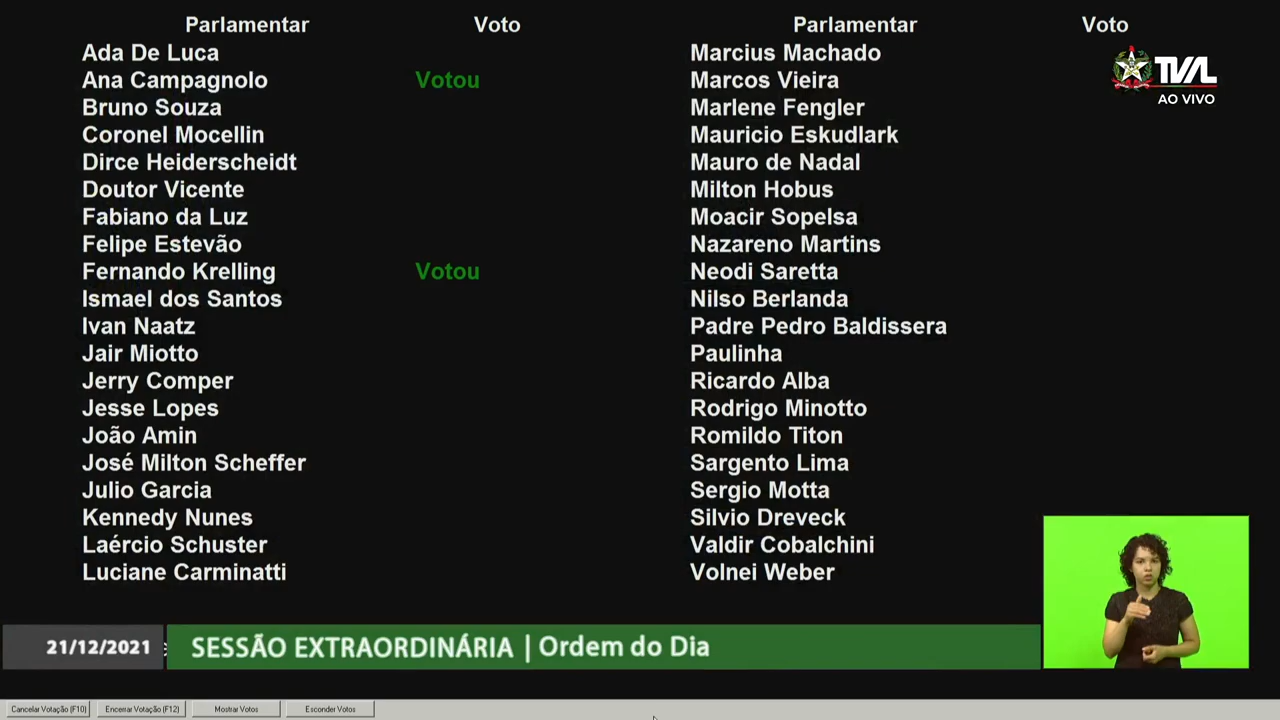 Parlamentar Voto Parlamentar Voto
Ada De Luca Marcius Machado
Ana Campagnolo Votou Marcos Vieira
Bruno Souza Marlene Fengler
Coronel Mocellin Mauricio Eskudlark
Dirce Heiderscheidt Mauro de Nadal
Doutor Vicente Milton Hobus
Fabiano da Luz Moacir Sopelsa
Felipe Estevão Nazareno Martins
Fernando Krelling Votou Neodi Saretta
Ismael dos Santos Nilso Berlanda
Ivan Naatz Padre Pedro Baldissera
Jair Miotto Paulinha
Jerry Comper Ricardo Alba
Jesse Lopes Rodrigo Minotto
João Amin Romildo Titon
José Milton Scheffer Sargento Lima
Julio Garcia Sergio Motta
Kennedy Nunes Silvio Dreveck
Laércio Schuster Valdir Cobalchini
Luciane Carminatti Volnei Weber
TVAL
AO VIVO
21/12/2021 SESSÃO EXTRAORDINÁRIA | Ordem do Dia
Cancelar Votação (F10) Encerrar Votação (F12) Mostrar Votos Esconder Votos